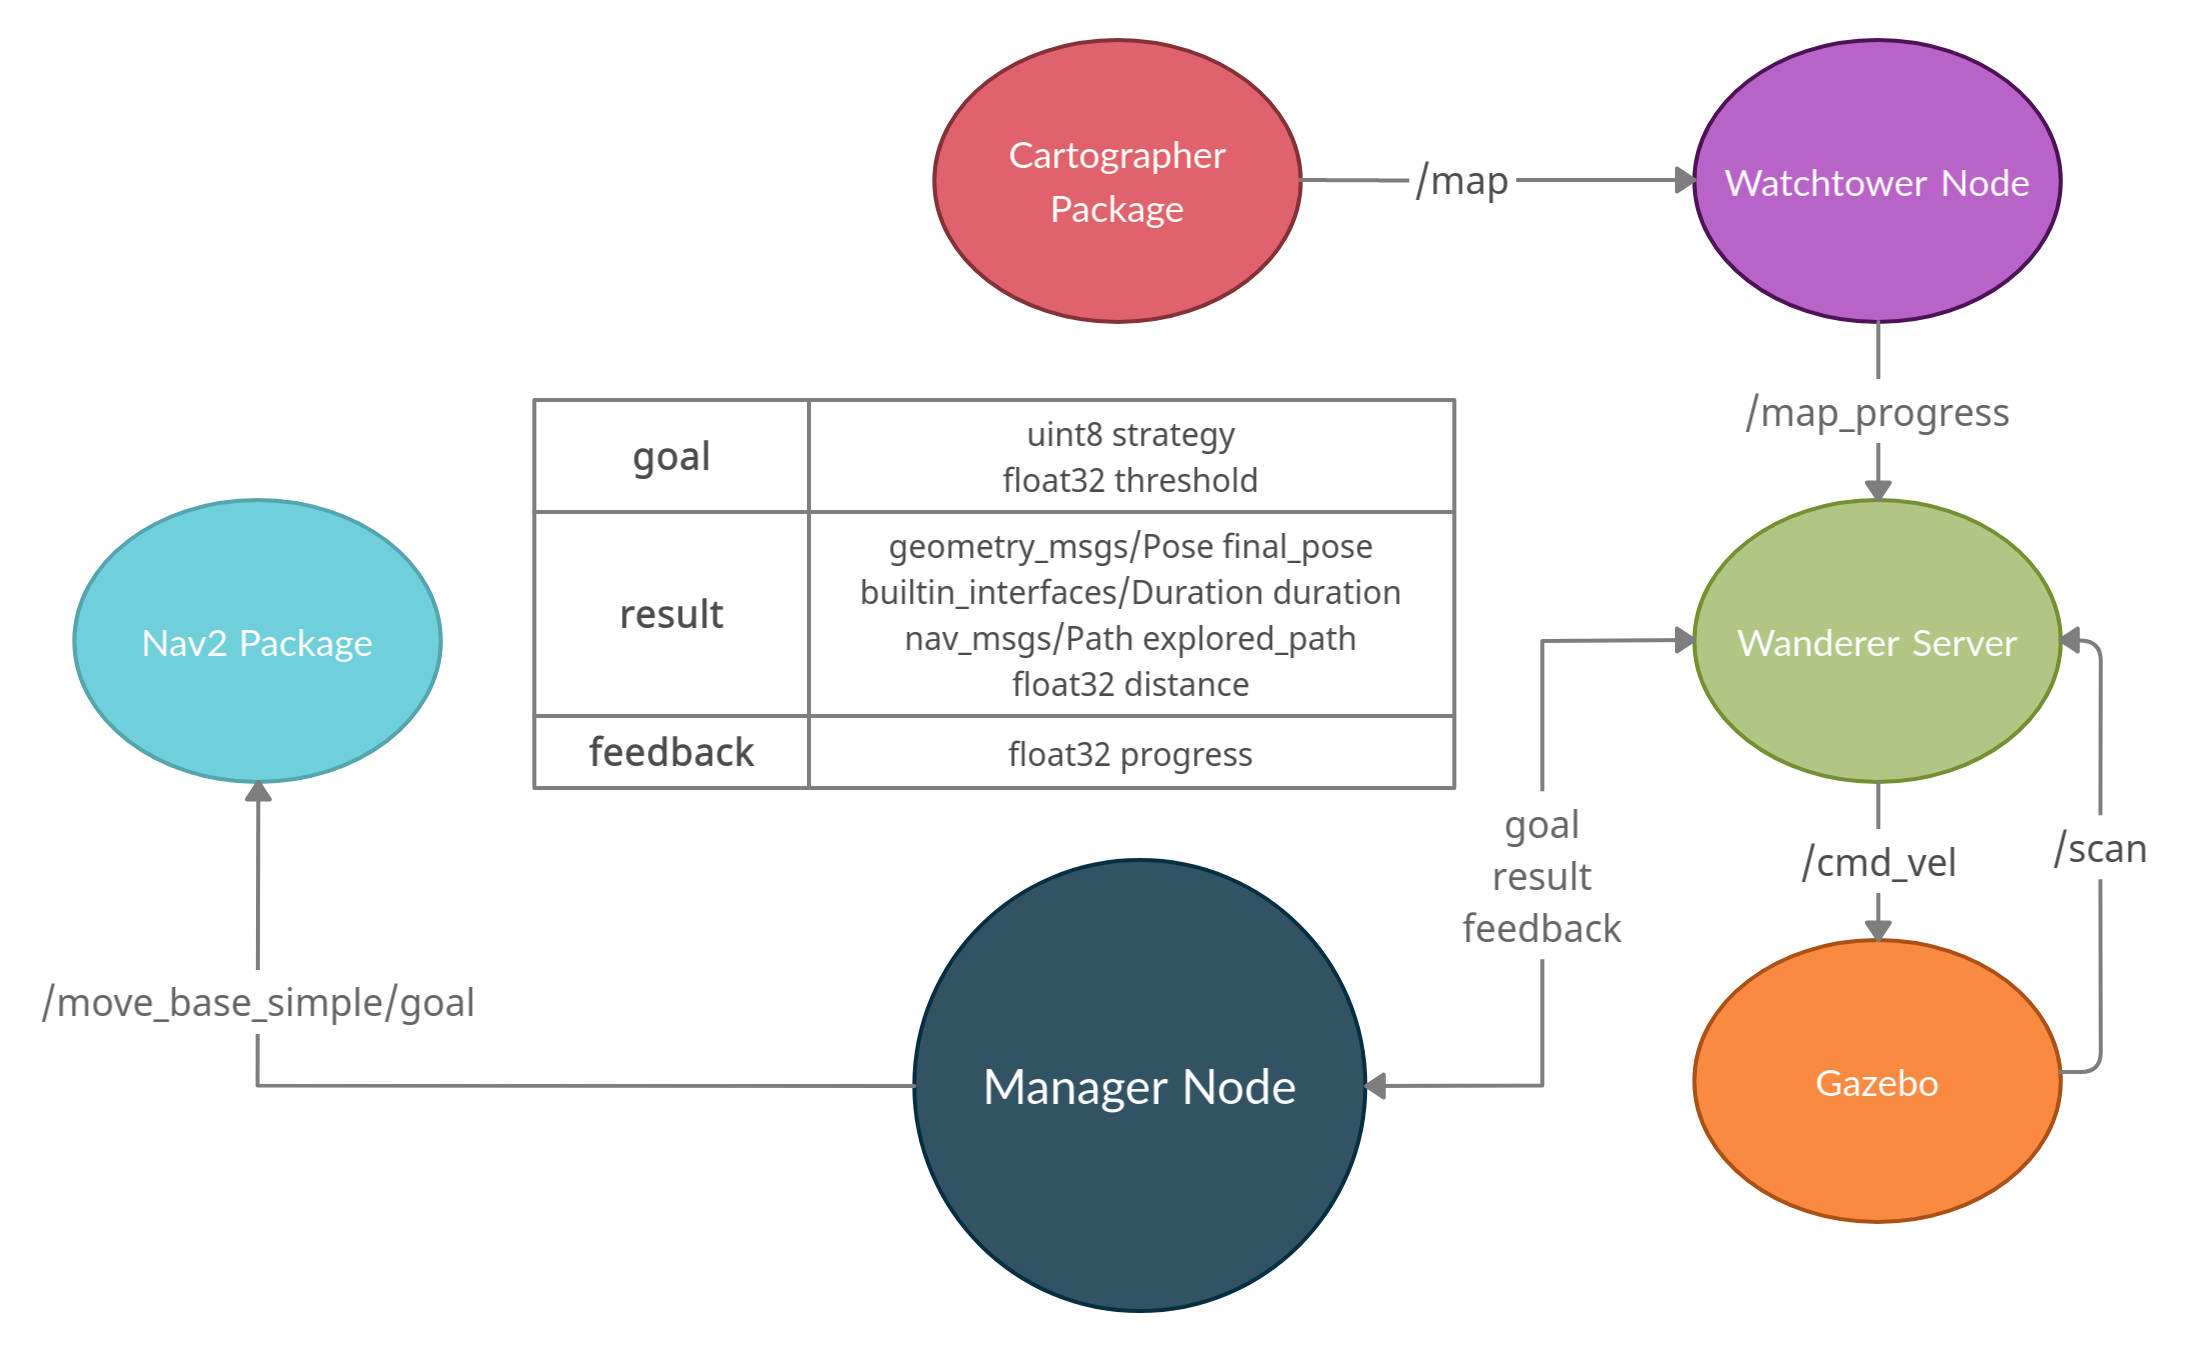 Cartographer
Package
/map
Watchtower Node
/map_progress
goal
uint8 strategy
float32 threshold
result
geometry_msgs/Pose final_pose
builtin_interfaces/Duration duration
nav_msgs/Path explored_path
float32 distance
feedback
float32 progress
Nav2 Package
Wanderer Server
goal
result
feedback
/cmd_vel
/scan
/move_base_simple/goal
Manager Node
Gazebo